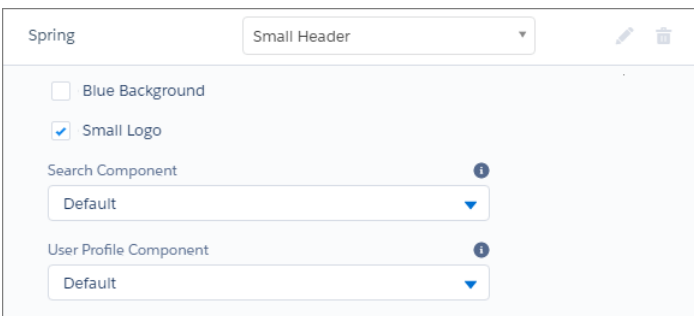 Spring
Small Header
Blue Background
Small Logo
Search Component
Default
User Profile Component
Default